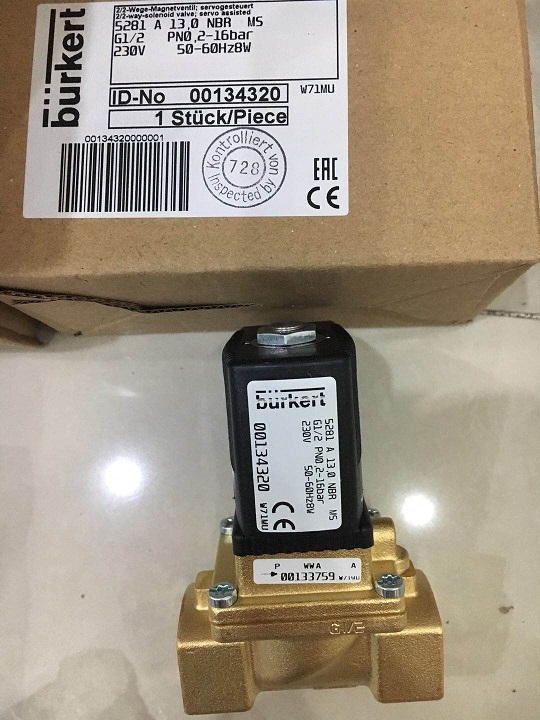 2/2-Wege-Magnetventil; servogesteuert
2/2-way-solenoid valve; servo assisted
5281 A 13,0 NBR MS
G1/2 PN0,2-16bar
230V 50-60Hz8W
bürkert
ID-No 00134320
W71MU
1 Stück/Piece
00134320000001
Kontrolliert von
728
Inspected by
EAC
CE
bürkert
5281 A 13,0 NBR MS
G1/2 PN0,2-16bar
230V 50-60Hz8W
00134320
W71MU
CE
P WWA A
00133759 W71MU
G1/2